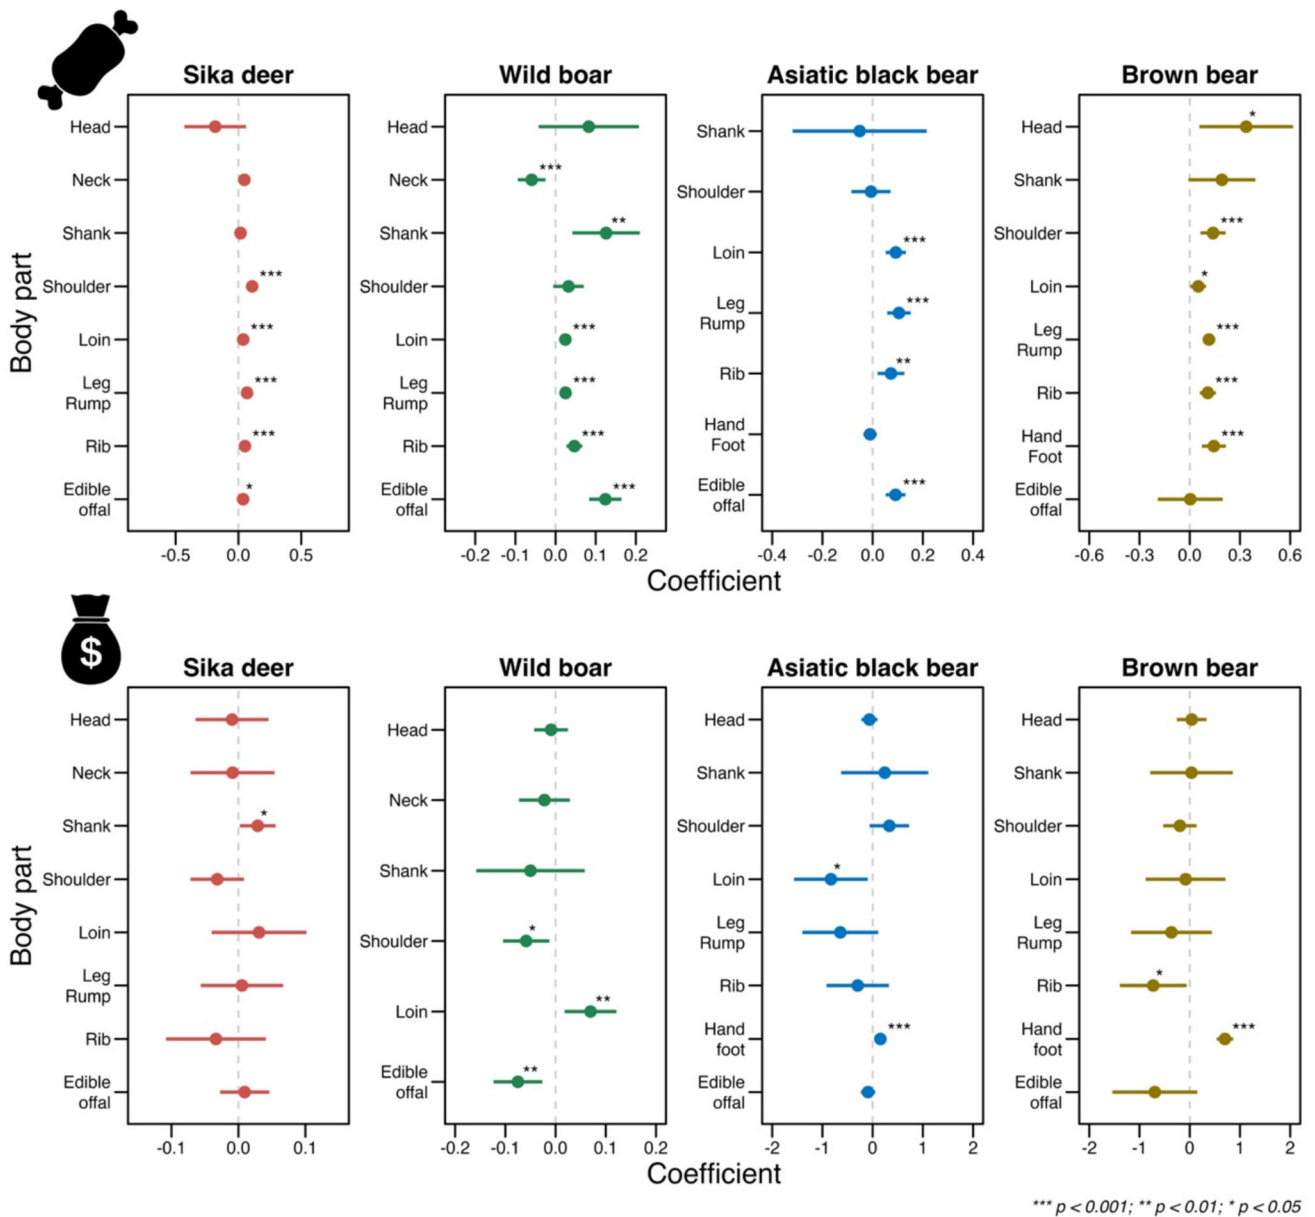 Sika deer
Wild boar
Asiatic black bear
Brown bear
Body part
Head
Neck
Shank
Shoulder
***
Loin
***
Leg
Rump
***
Rib
***
Edible
offal
*
-0.5 0.0 0.5
Head
Neck
***
Shank
**
Shoulder
Loin
***
Leg
Rump
***
Rib
***
Edible
offal
***
-0.2 -0.1 0.0 0.1 0.2
Shank
Shoulder
Loin
***
Leg
Rump
***
Rib
**
Hand
Foot
Edible
offal
***
-0.4 -0.2 0.0 0.2 0.4
Head
*
Shank
Shoulder
***
Loin
*
Leg
Rump
***
Rib
***
Hand
Foot
***
Edible
offal
-0.6 -0.3 0.0 0.3 0.6
Coefficient
$
Sika deer
Wild boar
Asiatic black bear
Brown bear
Body part
Head
Neck
Shank
*
Shoulder
Loin
Leg
Rump
Rib
Edible
offal
-0.1 0.0 0.1
Head
Neck
Shank
Shoulder
*
Loin
**
Edible
offal
**
-0.2 -0.1 0.0 0.1 0.2
Head
Shank
Shoulder
Loin
*
Leg
Rump
Rib
Hand
foot
***
Edible
offal
-2 -1 0 1 2
Head
Shank
Shoulder
Loin
Leg
Rump
Rib
*
Hand
foot
***
Edible
offal
-2 -1 0 1 2
Coefficient
*** p < 0.001; ** p < 0.01; * p < 0.05